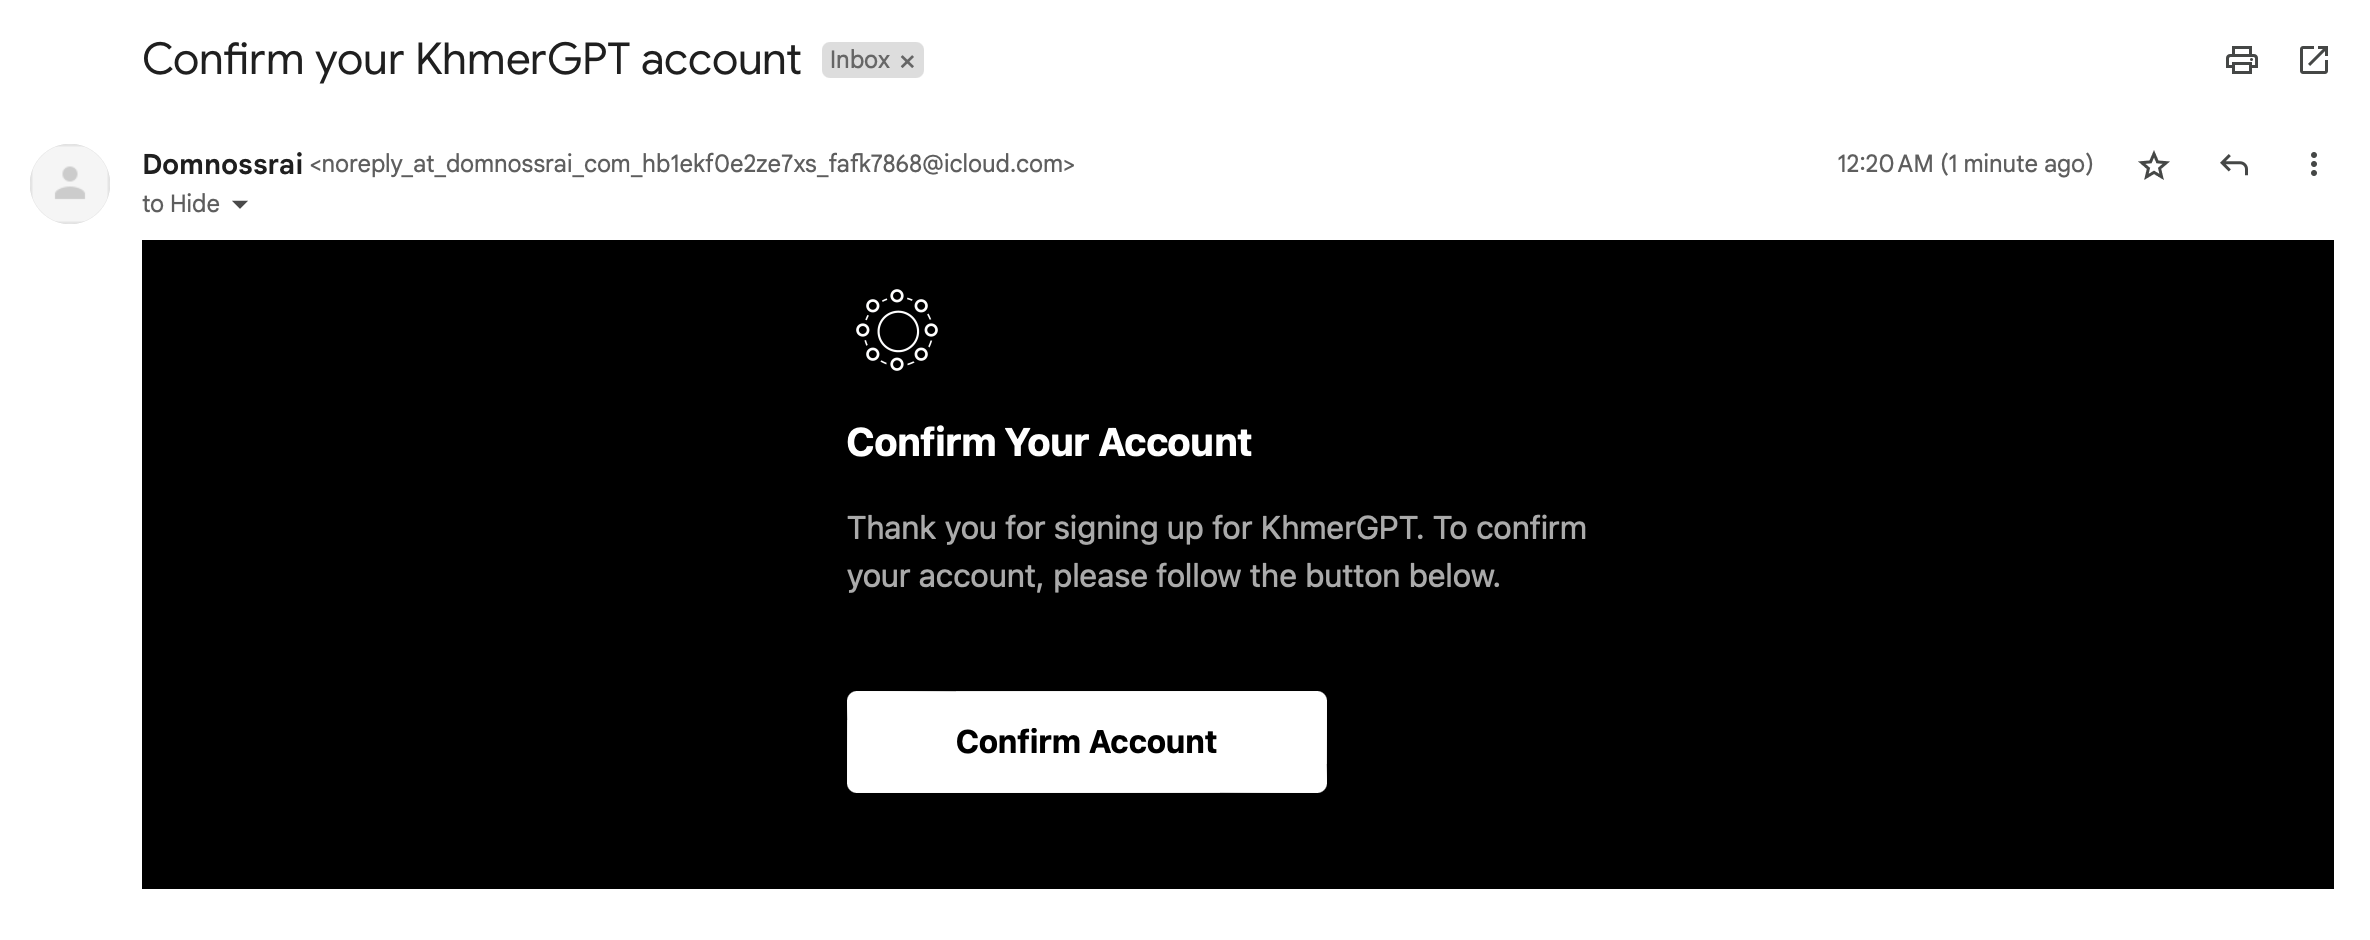 Confirm your KhmerGPT account Inbox ×
Domnossrai <noreply_at_domnossrai_com_hb1ekf0e2ze7xs_fafk7868@icloud.com> 12:20 AM (1 minute ago)
to Hide
Confirm Your Account
Thank you for signing up for KhmerGPT. To confirm
your account, please follow the button below.
Confirm Account